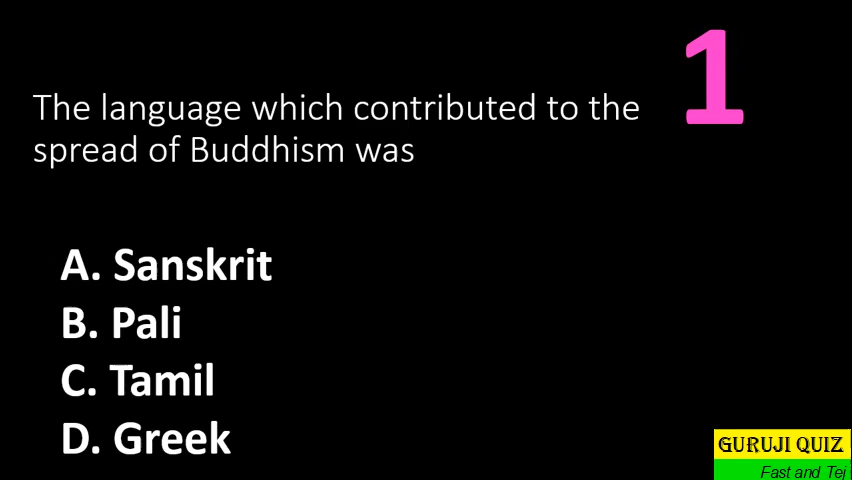 1
The language which contributed to the
spread of Buddhism was
A. Sanskrit
B. Pali
C. Tamil
D. Greek
GURUJI QUIZ
Fast and Tej